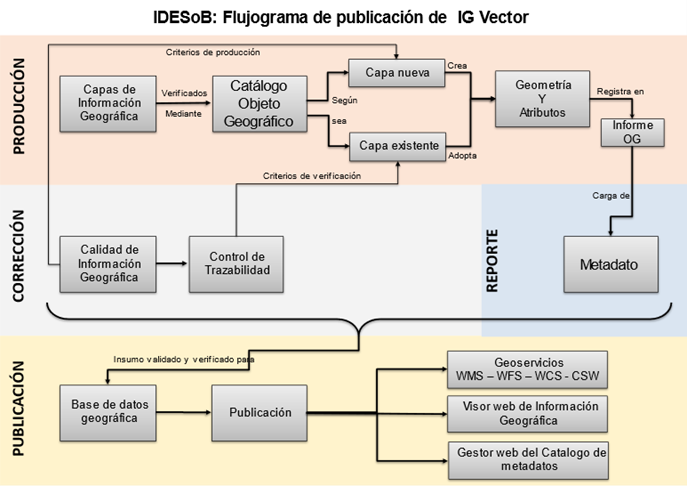 IDESoB: Flujograma de publicación de IG Vector
PRODUCCIÓN
Criterios de producción
Capas de
Información
Geográfica
Verificados
Mediante
Catálogo
Objeto
Geográfico
Según
sea
Capa nueva
Crea
Capa existente
Adopta
Geometría
Y
Atributos
Registra en
Informe
OG
Criterios de verificación
Carga de
CORRECCIÓN
Calidad de
Información
Geográfica
Control de
Trazabilidad
REPORTE
Metadato
PUBLICACIÓN
Insumo validado y verificado para
Base de datos
geográfica
Publicación
Geoservicios
WMS – WFS – WCS - CSW
Visor web de Información
Geográfica
Gestor web del Catalogo de
metadatos